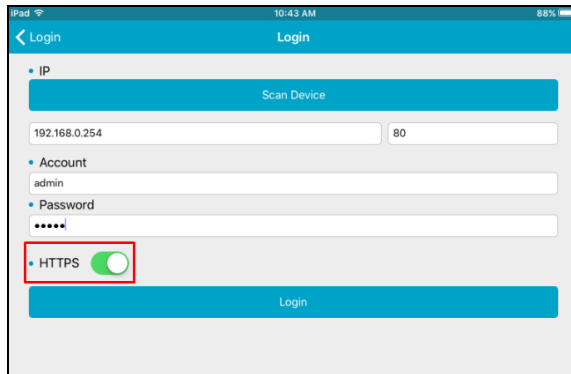 iPad 10:43 AM 88%
Login Login
• IP
Scan Device
192.168.0.254 80
• Account
admin
• Password
•••••
• HTTPS
Login